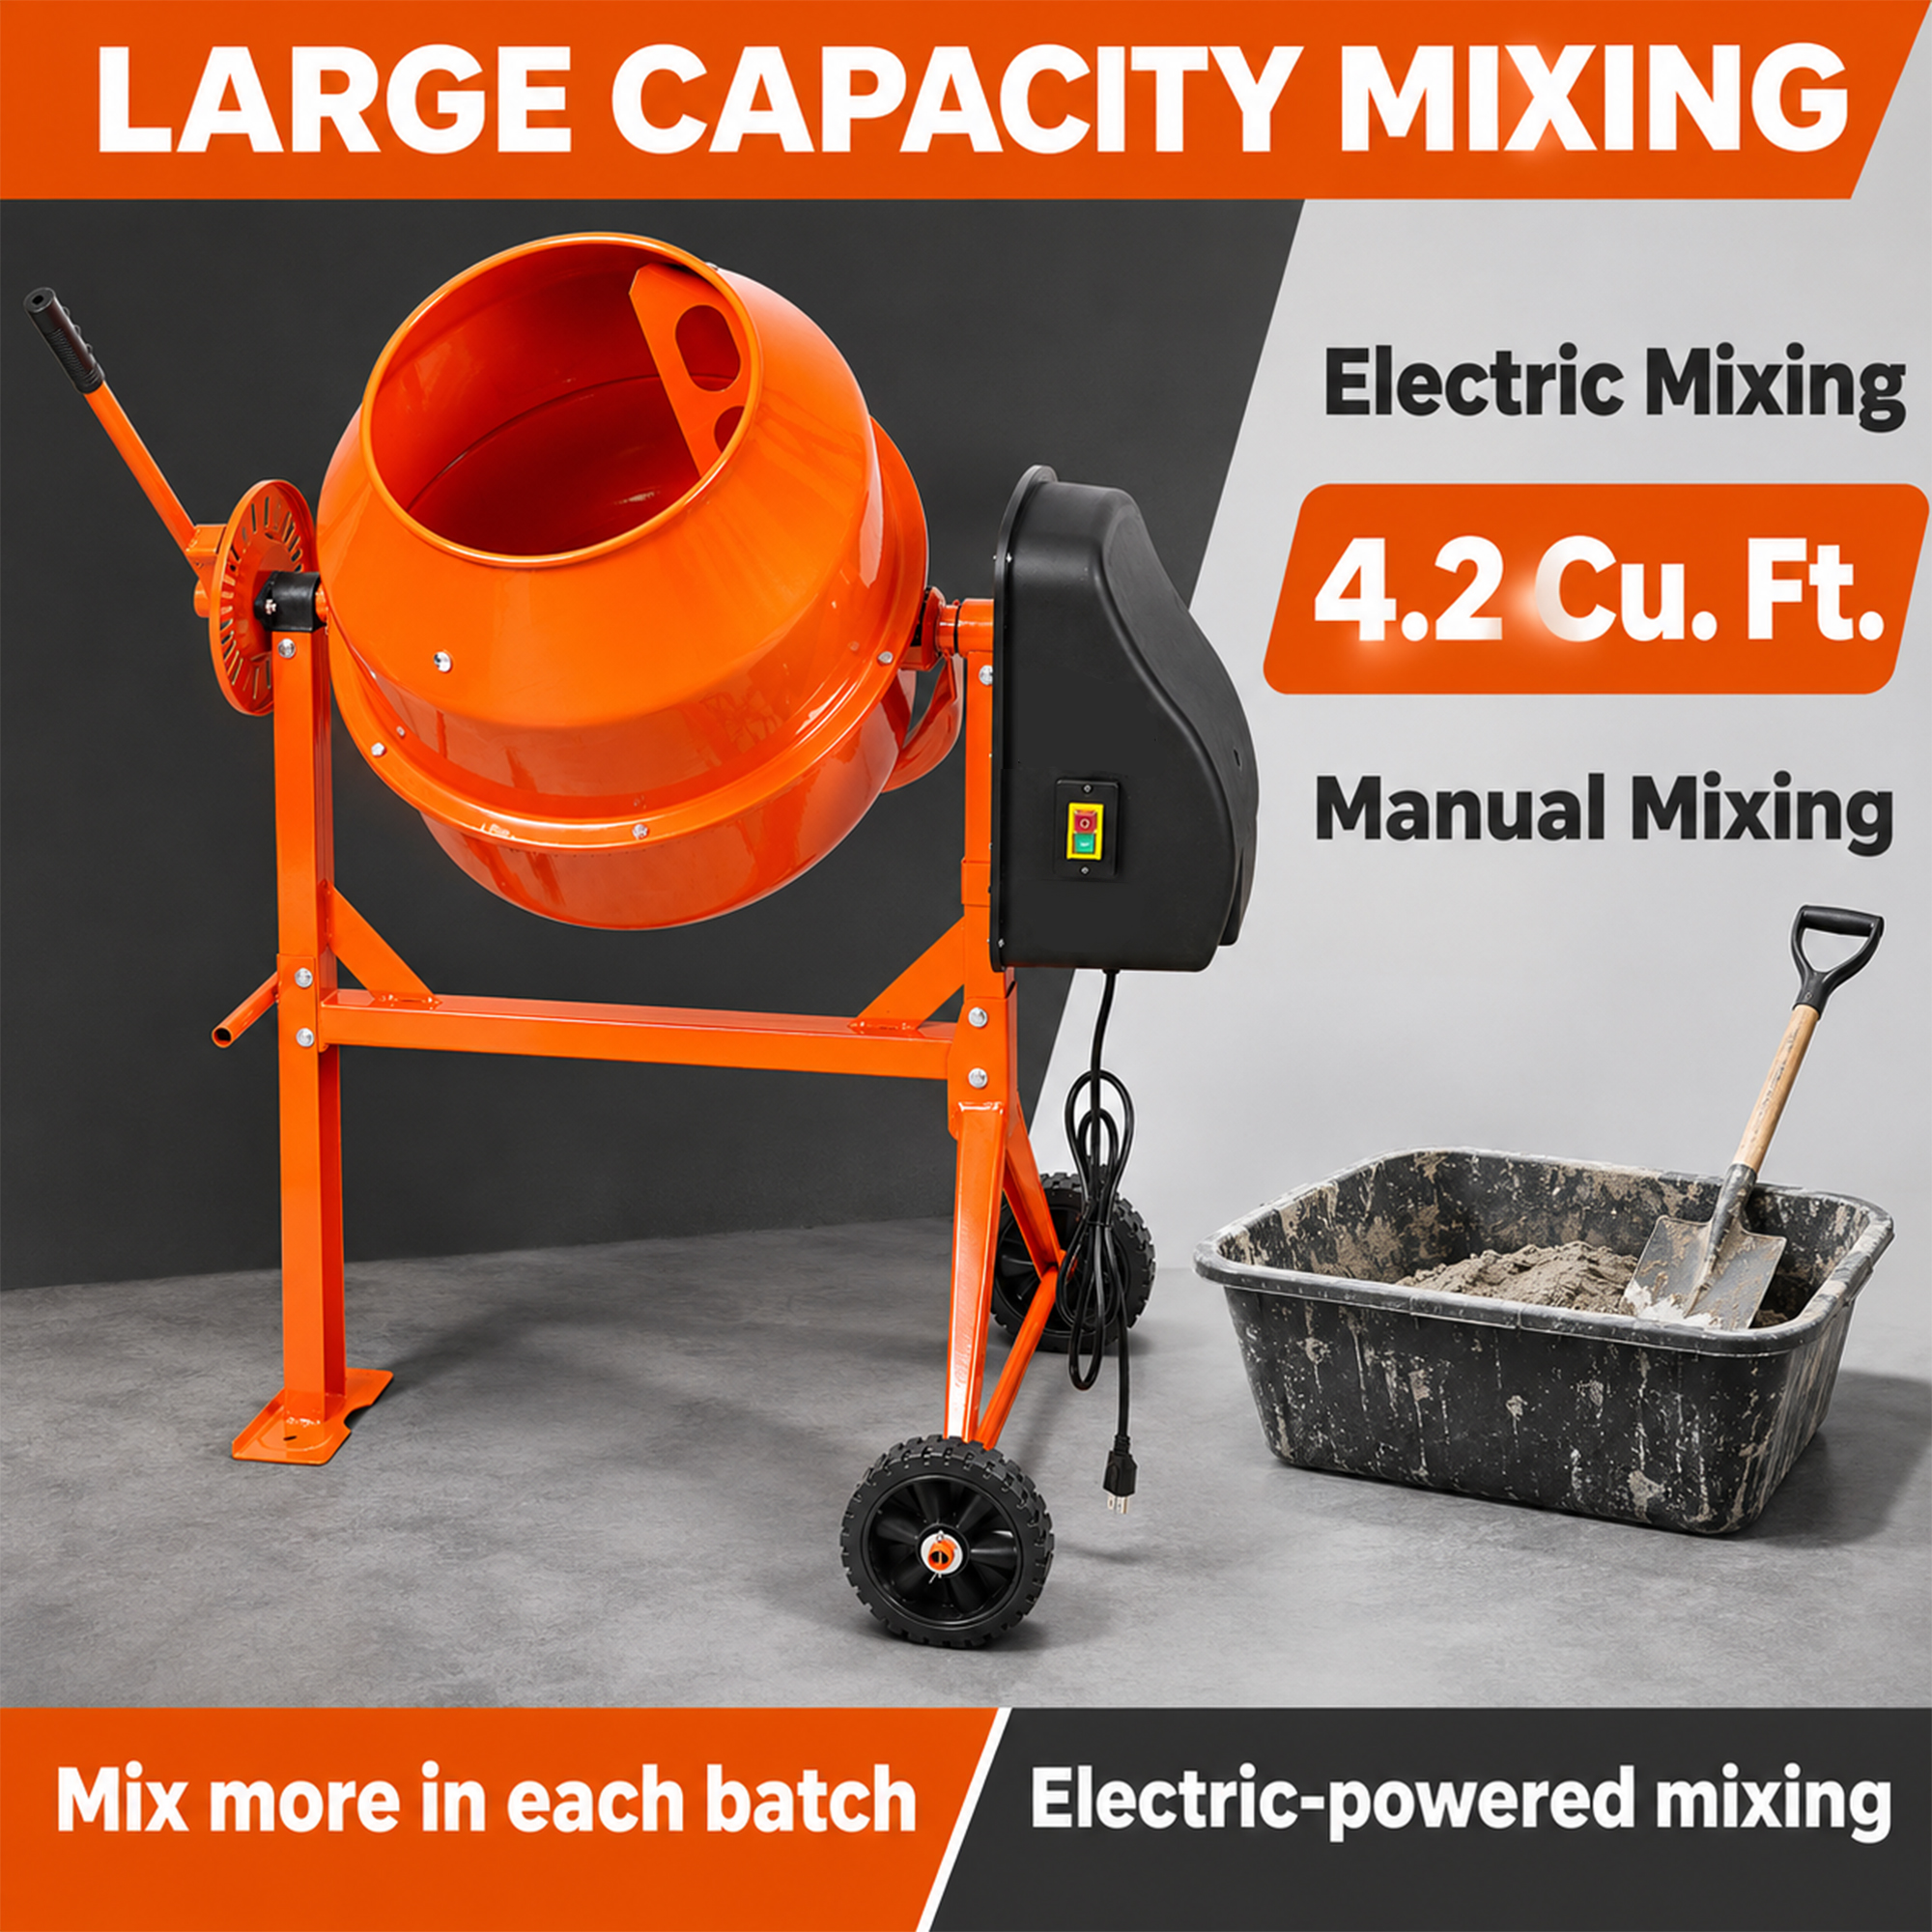 LARGE CAPACITY MIXING
Electric Mixing
4.2 Cu. Ft.
Manual Mixing
Mix more in each batch
Electric-powered mixing